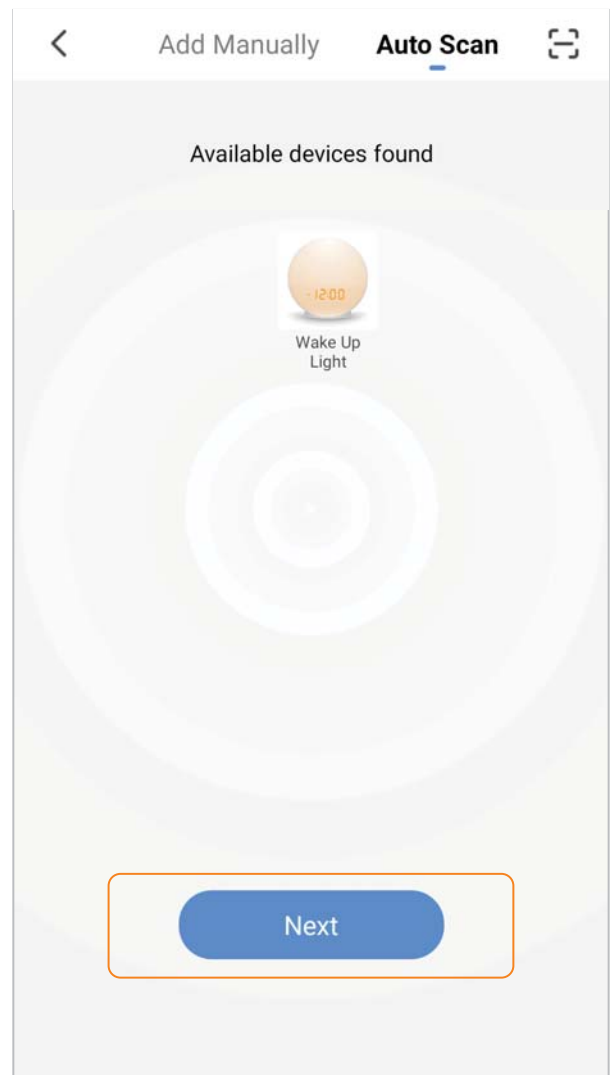 Add Manually Auto Scan
Available devices found
12:00
Wake Up
Light
Next